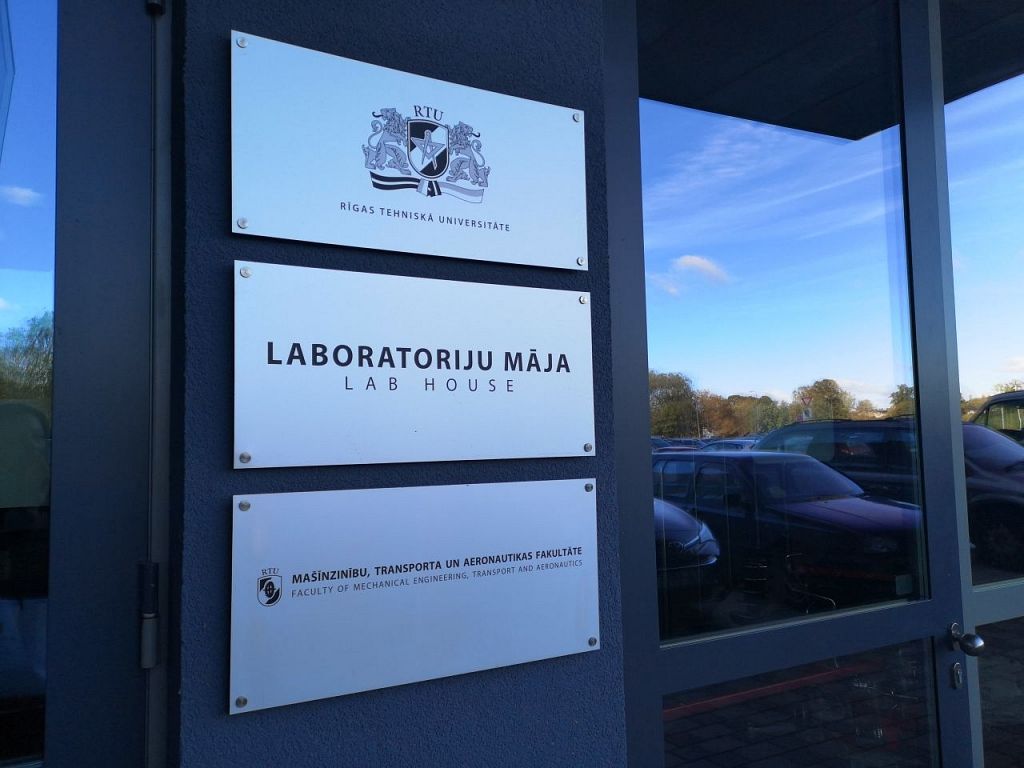 RTU
RĪGAS TEHNISKĀ UNIVERSITĀTE
LABORATORIJU MĀJA
LAB HOUSE
RTU
MAŠĪNZINĪBU, TRANSPORTA UN AERONAUTIKAS FAKULTĀTE
FACULTY OF MECHANICAL ENGINEERING, TRANSPORT AND AERONAUTICS